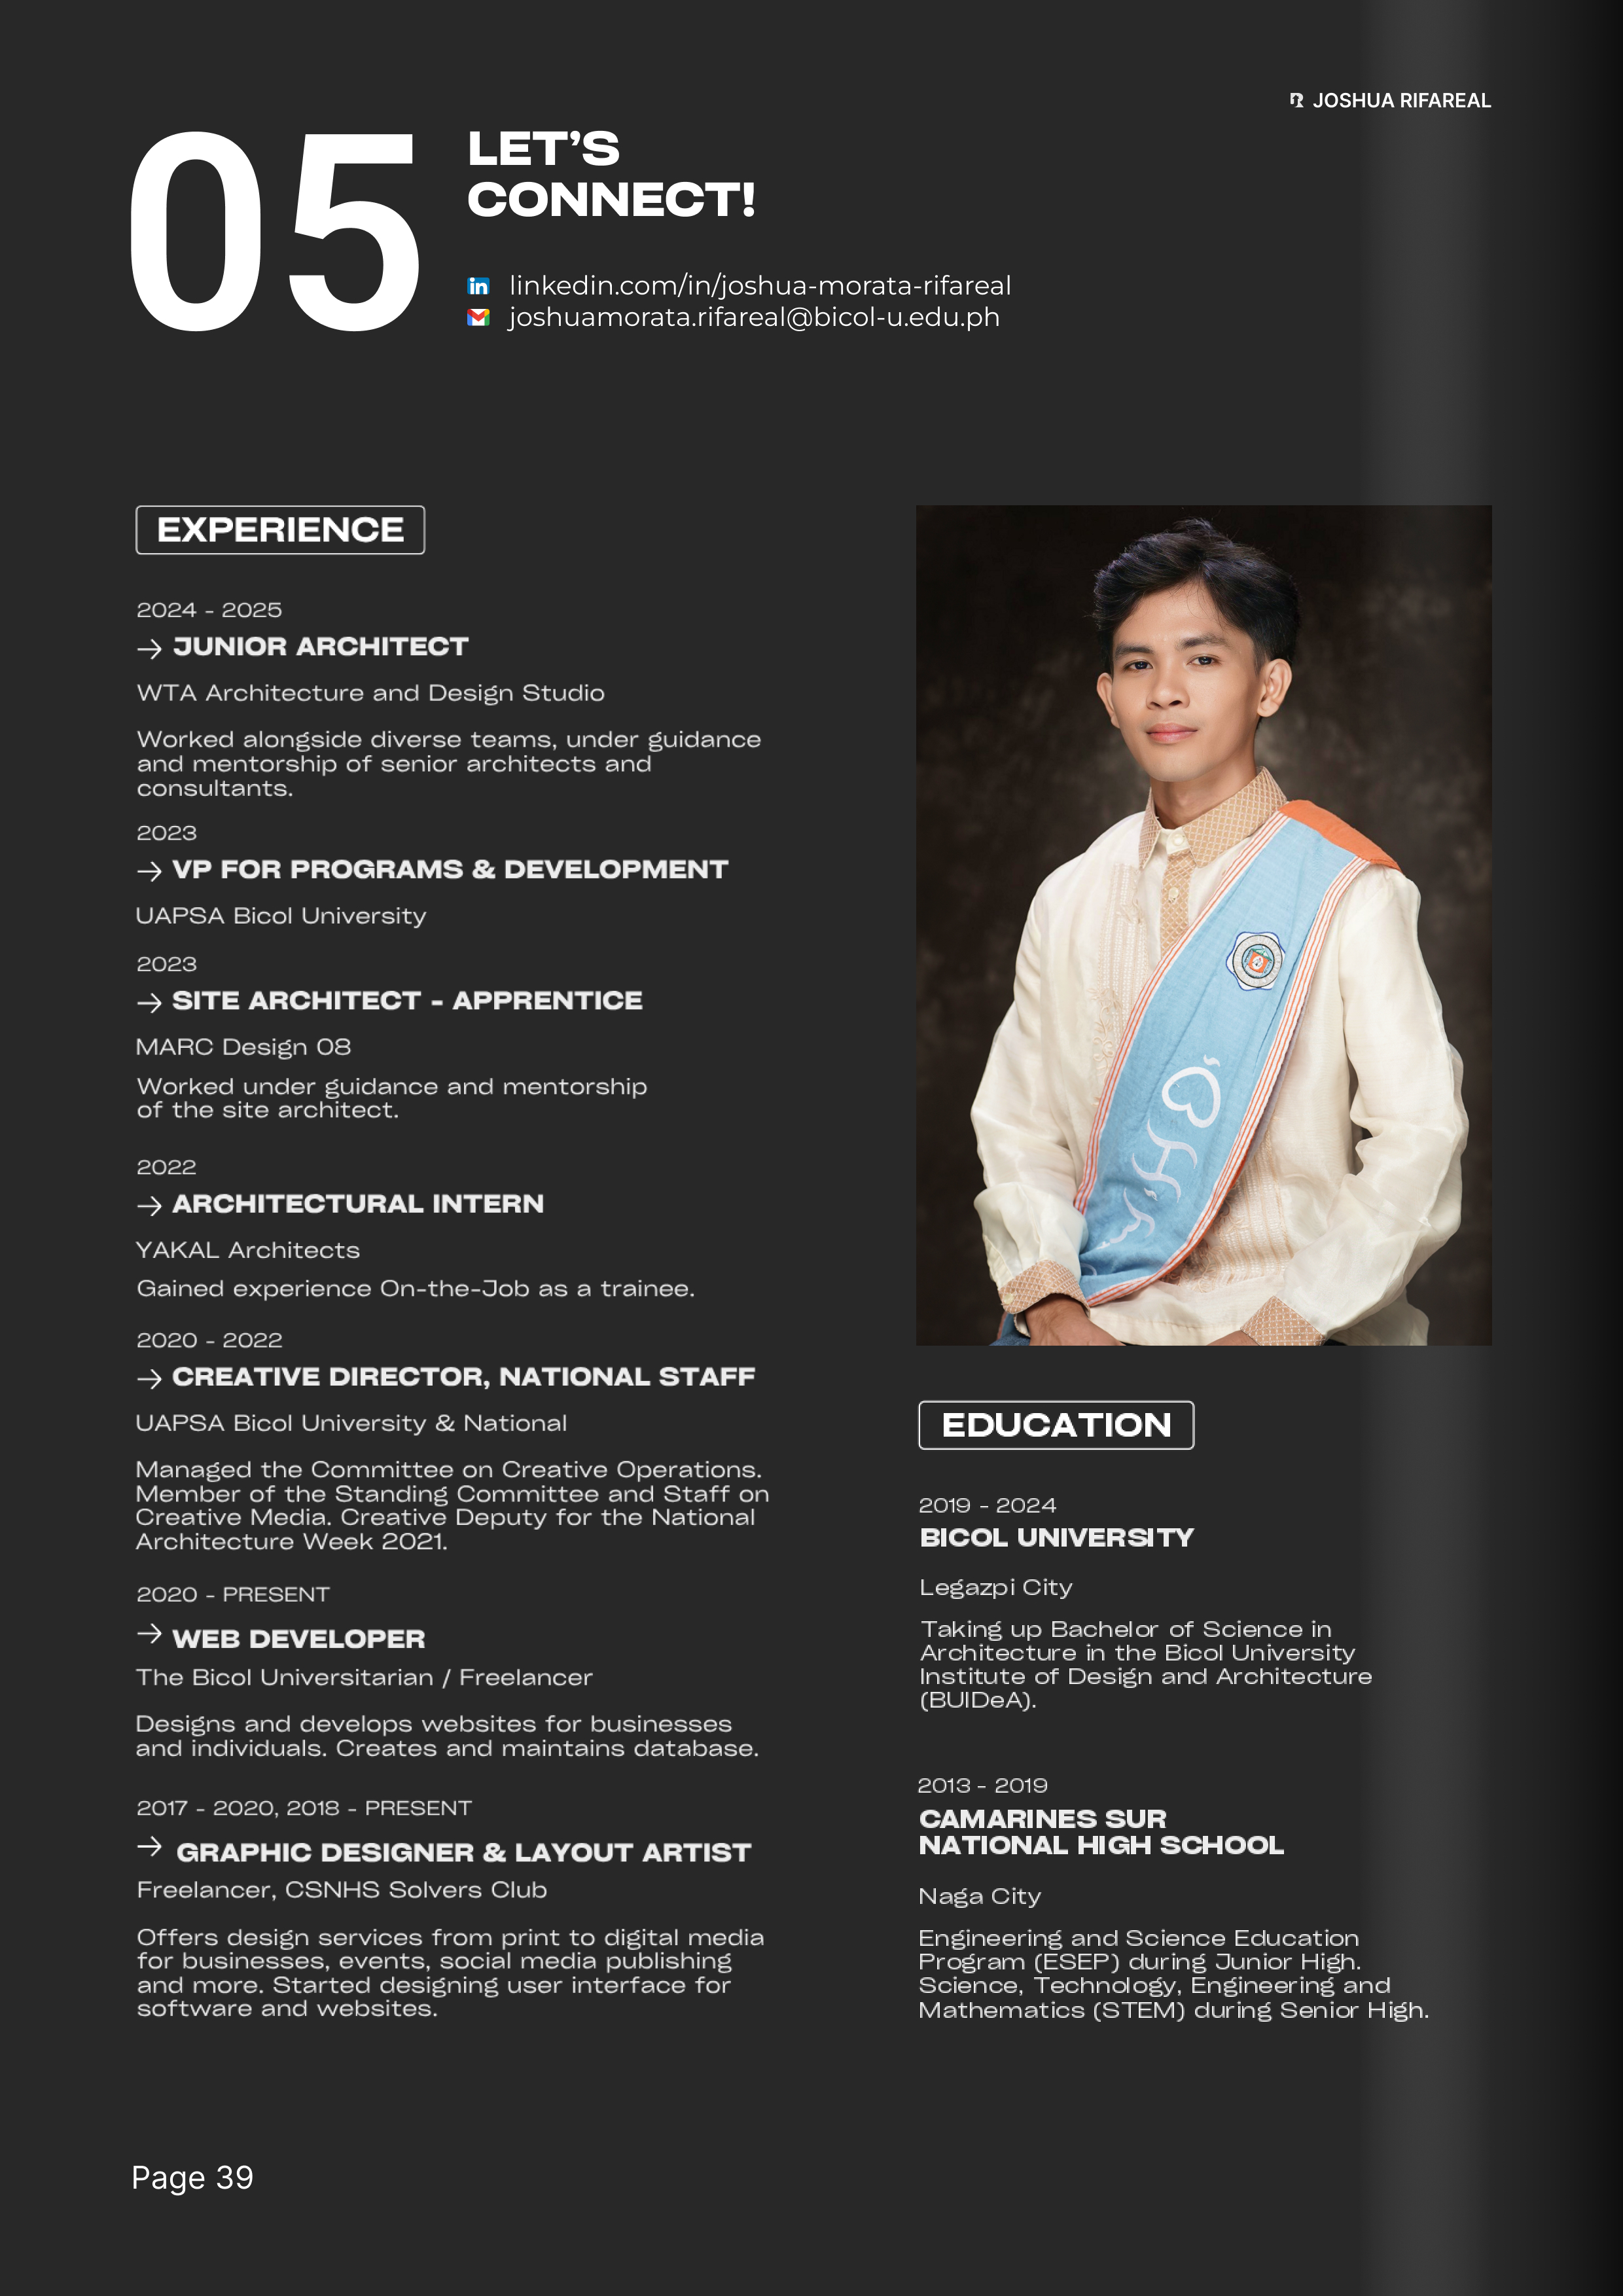 JOSHUA RIFAREAL
05
LET'S
CONNECT!
linkedin.com/in/joshua-morata-rifareal
joshuamorata.rifareal@bicol-u.edu.ph
EXPERIENCE
2024 - 2025
→ JUNIOR ARCHITECT
WTA Architecture and Design Studio
Worked alongside diverse teams, under guidance
and mentorship of senior architects and
consultants.
2023
→ VP FOR PROGRAMS & DEVELOPMENT
UAPSA Bicol University
2023
→ SITE ARCHITECT - APPRENTICE
MARC Design 08
Worked under guidance and mentorship
of the site architect.
2022
→ ARCHITECTURAL INTERN
YAKAL Architects
Gained experience On-the-Job as a trainee.
2020 - 2022
→ CREATIVE DIRECTOR, NATIONAL STAFF
UAPSA Bicol University & National
Managed the Committee on Creative Operations.
Member of the Standing Committee and Staff on
Creative Media. Creative Deputy for the National
Architecture Week 2021.
2020 - PRESENT
→ WEB DEVELOPER
The Bicol Universitarian / Freelancer
Designs and develops websites for businesses
and individuals. Creates and maintains database.
2017 - 2020, 2018 - PRESENT
→ GRAPHIC DESIGNER & LAYOUT ARTIST
Freelancer, CSNHS Solvers Club
Offers design services from print to digital media
for businesses, events, social media publishing
and more. Started designing user interface for
software and websites.
EDUCATION
2019 - 2024
BICOL UNIVERSITY
Legazpi City
Taking up Bachelor of Science in
Architecture in the Bicol University
Institute of Design and Architecture
(BUIDeA).
2013 - 2019
CAMARINES SUR
NATIONAL HIGH SCHOOL
Naga City
Engineering and Science Education
Program (ESEP) during Junior High.
Science, Technology, Engineering and
Mathematics (STEM) during Senior High.
Page 39